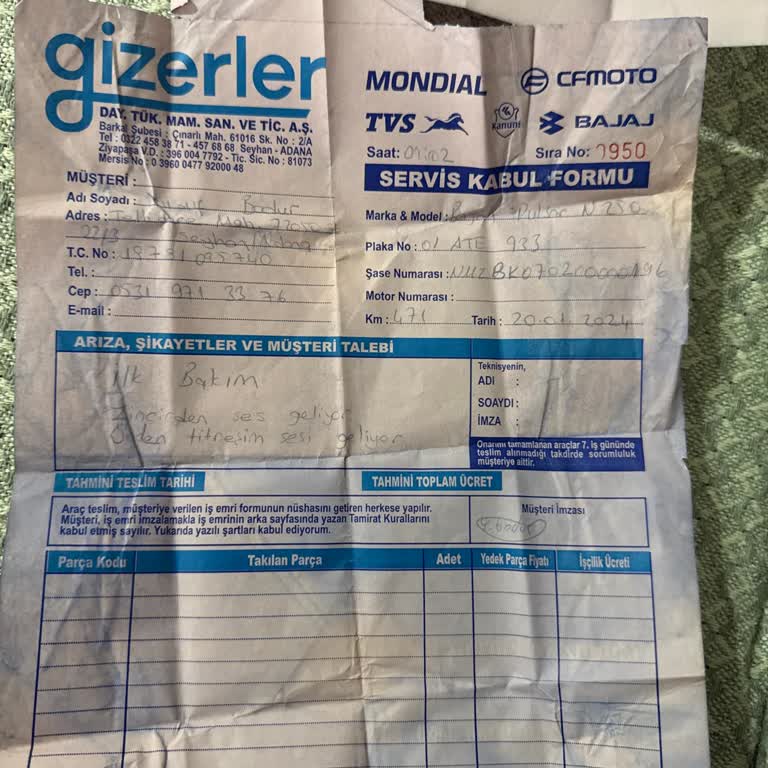 gizerler
DAY. TÜK. MAM. SAN. VE TİC. A.Ş.
Barkal Şubesi : Çınarlı Mah. 61016 Sk. No : 2/A
Tel : 0322 458 38 71 - 457 68 68 Seyhan - ADANA
Ziyapaşa V.D. : 396 004 7792 - Tic. Sic. No : 81073
Mersis No : 0 3960 0477 92000 48
MONDIAL CFMOTO
TVS Kanuni BAJAJ
Saat: Sıra No: 0950
SERVİS KABUL FORMU
MÜŞTERİ :
Adı Soyadı : Bodur
Adres : Mah.
Seyhan/
T.C. No :
Tel. :
Cep : 0531 971 33 76
E-mail :
Marka & Model : Bajaj N 250
Plaka No : 01 ATE 933
Şase Numarası :
Motor Numarası :
Km : 471 Tarih : 20.01.2024
ARIZA, ŞİKAYETLER VE MÜŞTERİ TALEBİ
İlk Bakım
Zincirden ses geliyor
Önden titreşim sesi geliyor
Teknisyenin,
ADI :
SOAYDI :
İMZA :
Onarımı tamamlanan araçlar 7. iş gününde
teslim alınmadığı takdirde sorumluluk
müşteriye aittir.
TAHMİNİ TESLİM TARİHİ TAHMİNİ TOPLAM ÜCRET
Araç teslim, müşteriye verilen iş emri formunun nüshasını getiren herkese yapılır.
Müşteri, iş emri imzalamakla iş emrinin arka sayfasında yazan Tamirat Kurallarını
kabul etmiş sayılır. Yukarıda yazılı şartları kabul ediyorum.
Müşteri İmzası
Parça Kodu Takılan Parça Adet Yedek Parça Fiyatı İşçilik Ücreti